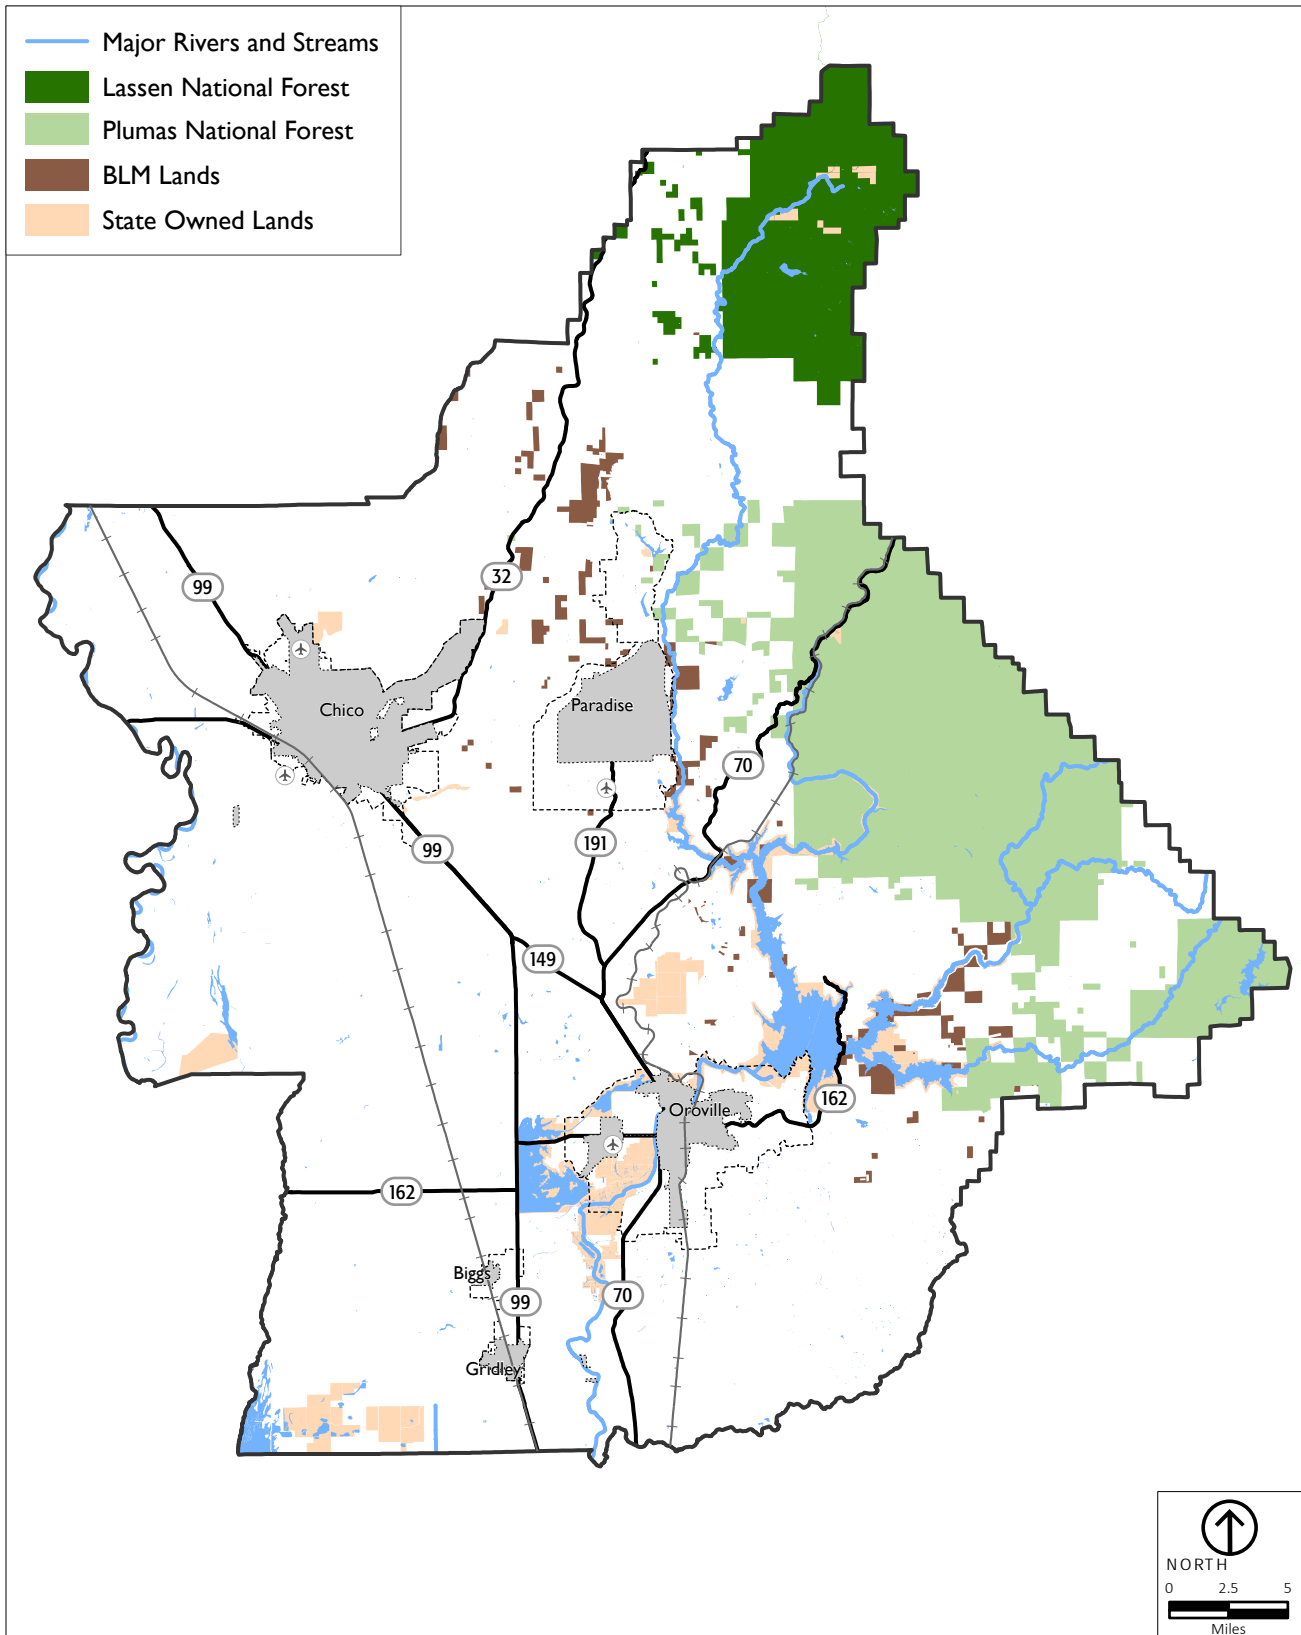 Major Rivers and Streams
Lassen National Forest
Plumas National Forest
BLM Lands
State Owned Lands
99
32
Chico
Paradise
70
99
191
149
162
Oroville
162
Biggs
99
70
Gridley
NORTH
0 2.5 5
Miles